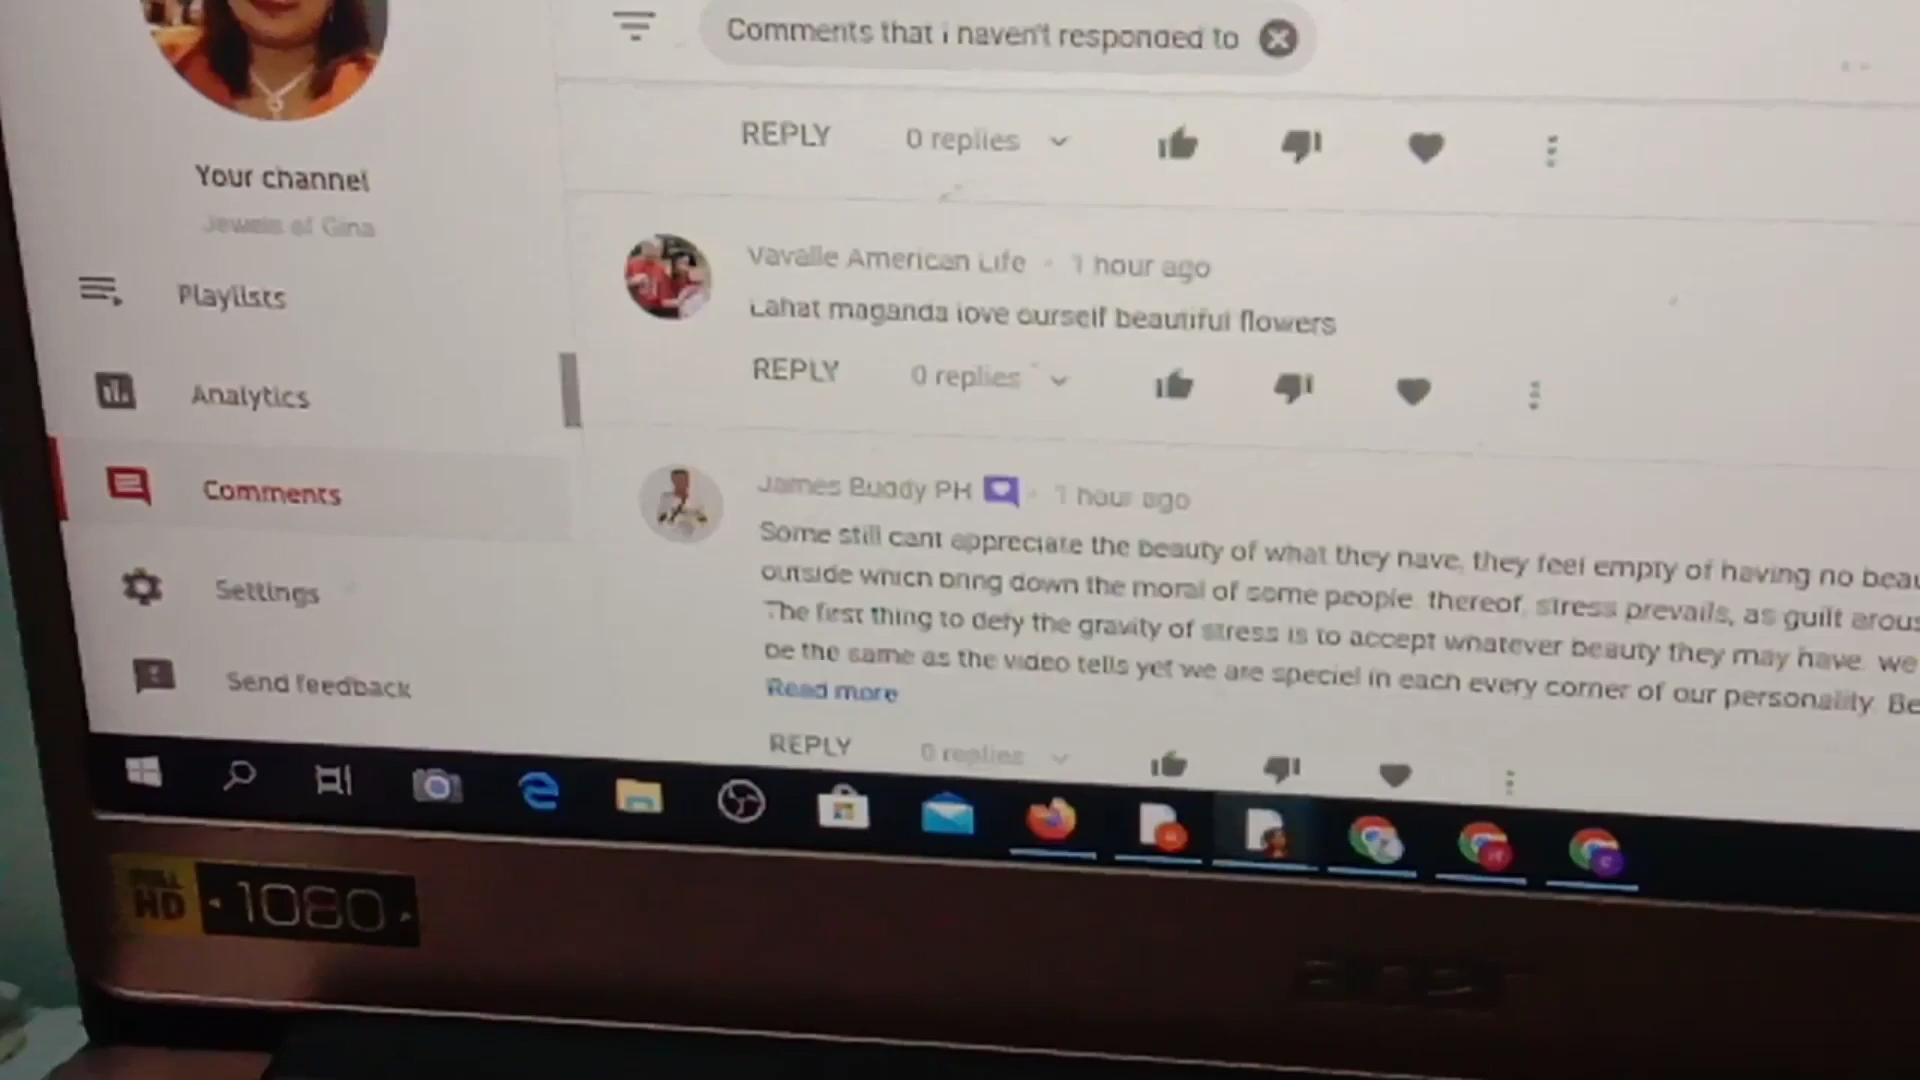 Comments that i haven't responded to
REPLY 0 replies
Your channel
Jewels of Gina
Vavalle American Life · 1 hour ago
Lahat maganda love ourself beautiful flowers
Playlists
REPLY 0 replies
Analytics
James Buddy PH · 1 hour ago
Comments
Some still cant appreciate the beauty of what they have, they feel empty of having no beau
outside which bring down the moral of some people. thereof, stress prevails, as guilt arous
The first thing to defy the gravity of stress is to accept whatever beauty they may have. we
be the same as the video tells yet we are speciel in each every corner of our personality. Be
Read more
Settings
Send feedback
REPLY 0 replies
FULL HD 1080
acer